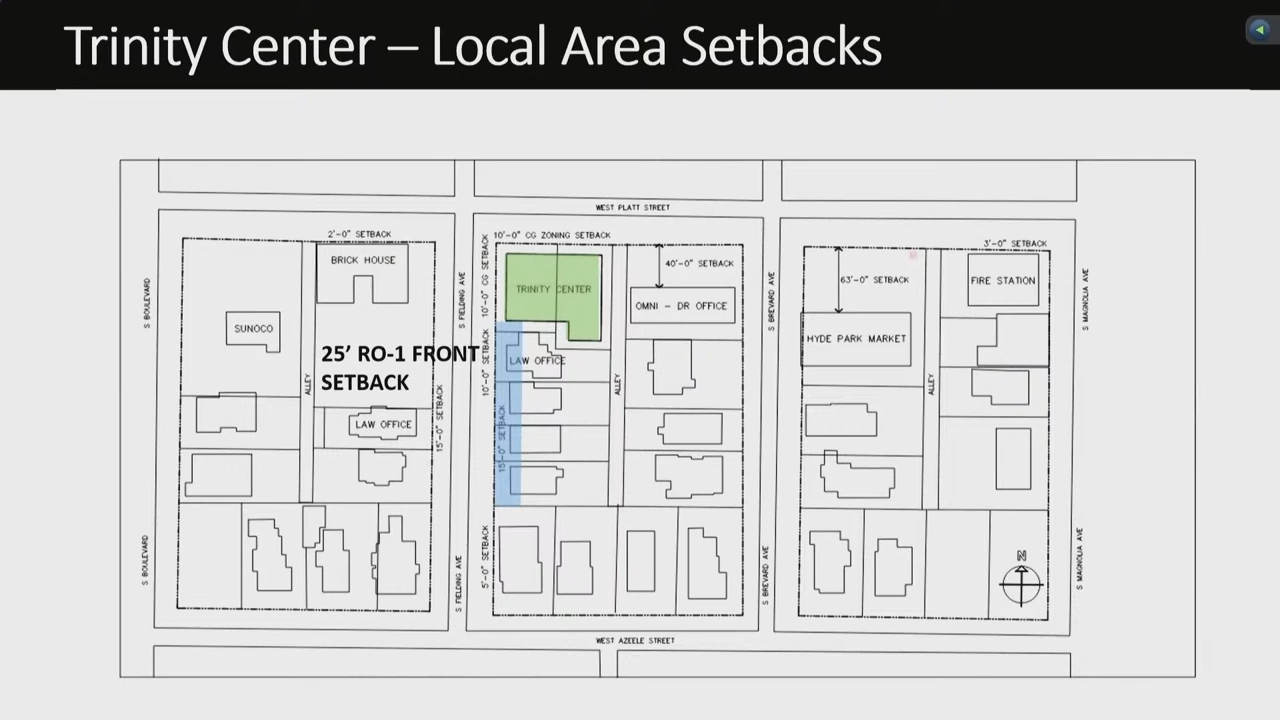 Trinity Center – Local Area Setbacks
WEST PLATT STREET
2'-0" SETBACK
10'-0" CG ZONING SETBACK
3'-0" SETBACK
BRICK HOUSE
10'-0" CG SETBACK
40'-0" SETBACK
63'-0" SETBACK
FIRE STATION
S BOULEVARD
S FIELDING AVE
TRINITY CENTER
OMNI - DR OFFICE
S BREVARD AVE
S MAGNOLIA AVE
SUNOCO
HYDE PARK MARKET
25' RO-1 FRONT
SETBACK
10'-0" SETBACK
LAW OFFICE
ALLEY
ALLEY
ALLEY
LAW OFFICE
15'-0" SETBACK
15'-0" SETBACK
S BOULEVARD
S FIELDING AVE
5'-0" SETBACK
S BREVARD AVE
S MAGNOLIA AVE
WEST AZEELE STREET